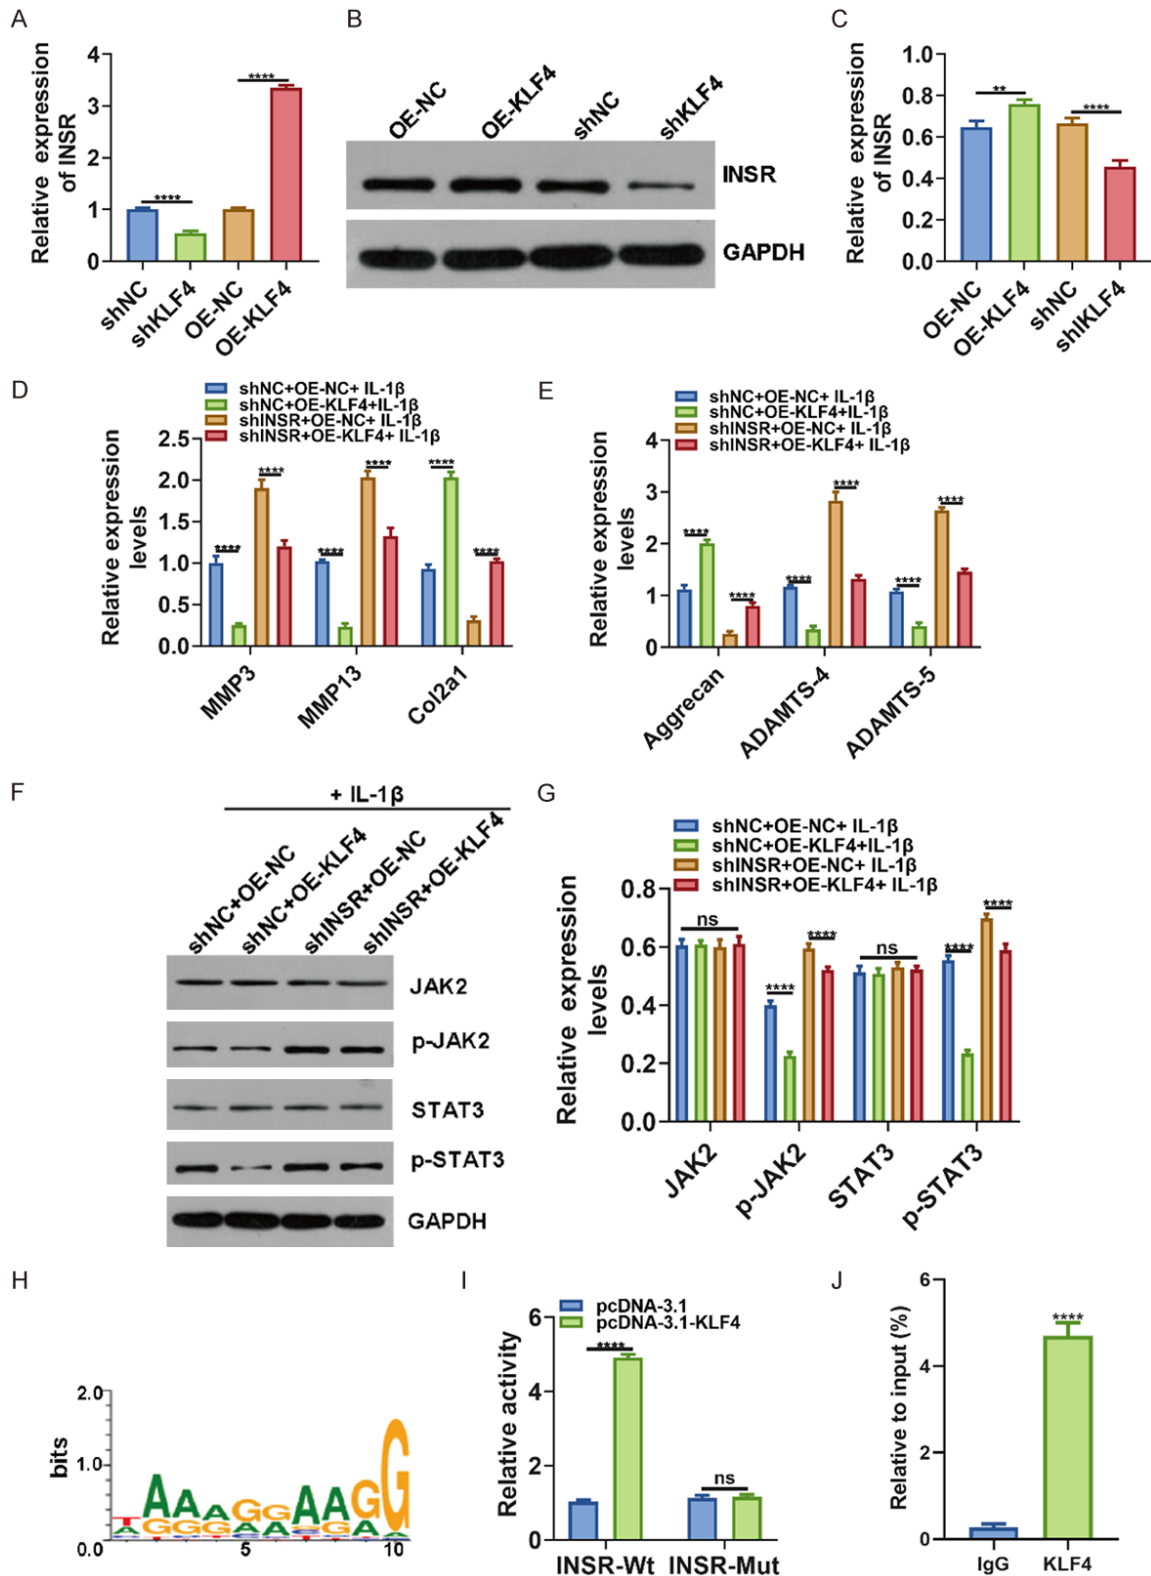 A
Relative expression
of INSR
4
3
2
1
0
****
****
shNC
shKLF4
OE-NC
OE-KLF4
B
OE-NC
OE-KLF4
shNC
shKLF4
INSR
GAPDH
C
Relative expression
of INSR
1.0
0.8
0.6
0.4
0.2
0.0
**
****
OE-NC
OE-KLF4
shNC
shIKLF4
D
shNC+OE-NC+ IL-1β
shNC+OE-KLF4+IL-1β
shINSR+OE-NC+ IL-1β
shINSR+OE-KLF4+ IL-1β
Relative expression
levels
2.5
2.0
1.5
1.0
0.5
0.0
****
****
****
****
****
****
MMP3
MMP13
Col2a1
E
shNC+OE-NC+ IL-1β
shNC+OE-KLF4+IL-1β
shINSR+OE-NC+ IL-1β
shINSR+OE-KLF4+ IL-1β
Relative expression
levels
4
3
2
1
0
****
****
****
****
****
****
Aggrecan
ADAMTS-4
ADAMTS-5
F
+ IL-1β
shNC+OE-NC
shNC+OE-KLF4
shINSR+OE-NC
shINSR+OE-KLF4
JAK2
p-JAK2
STAT3
p-STAT3
GAPDH
G
shNC+OE-NC+ IL-1β
shNC+OE-KLF4+IL-1β
shINSR+OE-NC+ IL-1β
shINSR+OE-KLF4+ IL-1β
Relative expression
levels
0.8
0.6
0.4
0.2
0.0
ns
****
****
ns
****
****
JAK2
p-JAK2
STAT3
p-STAT3
H
bits
2.0
1.0
0.0
5
10
I
pcDNA-3.1
pcDNA-3.1-KLF4
Relative activity
6
4
2
0
****
ns
INSR-Wt
INSR-Mut
J
Relative to input (%)
6
4
2
0
****
IgG
KLF4